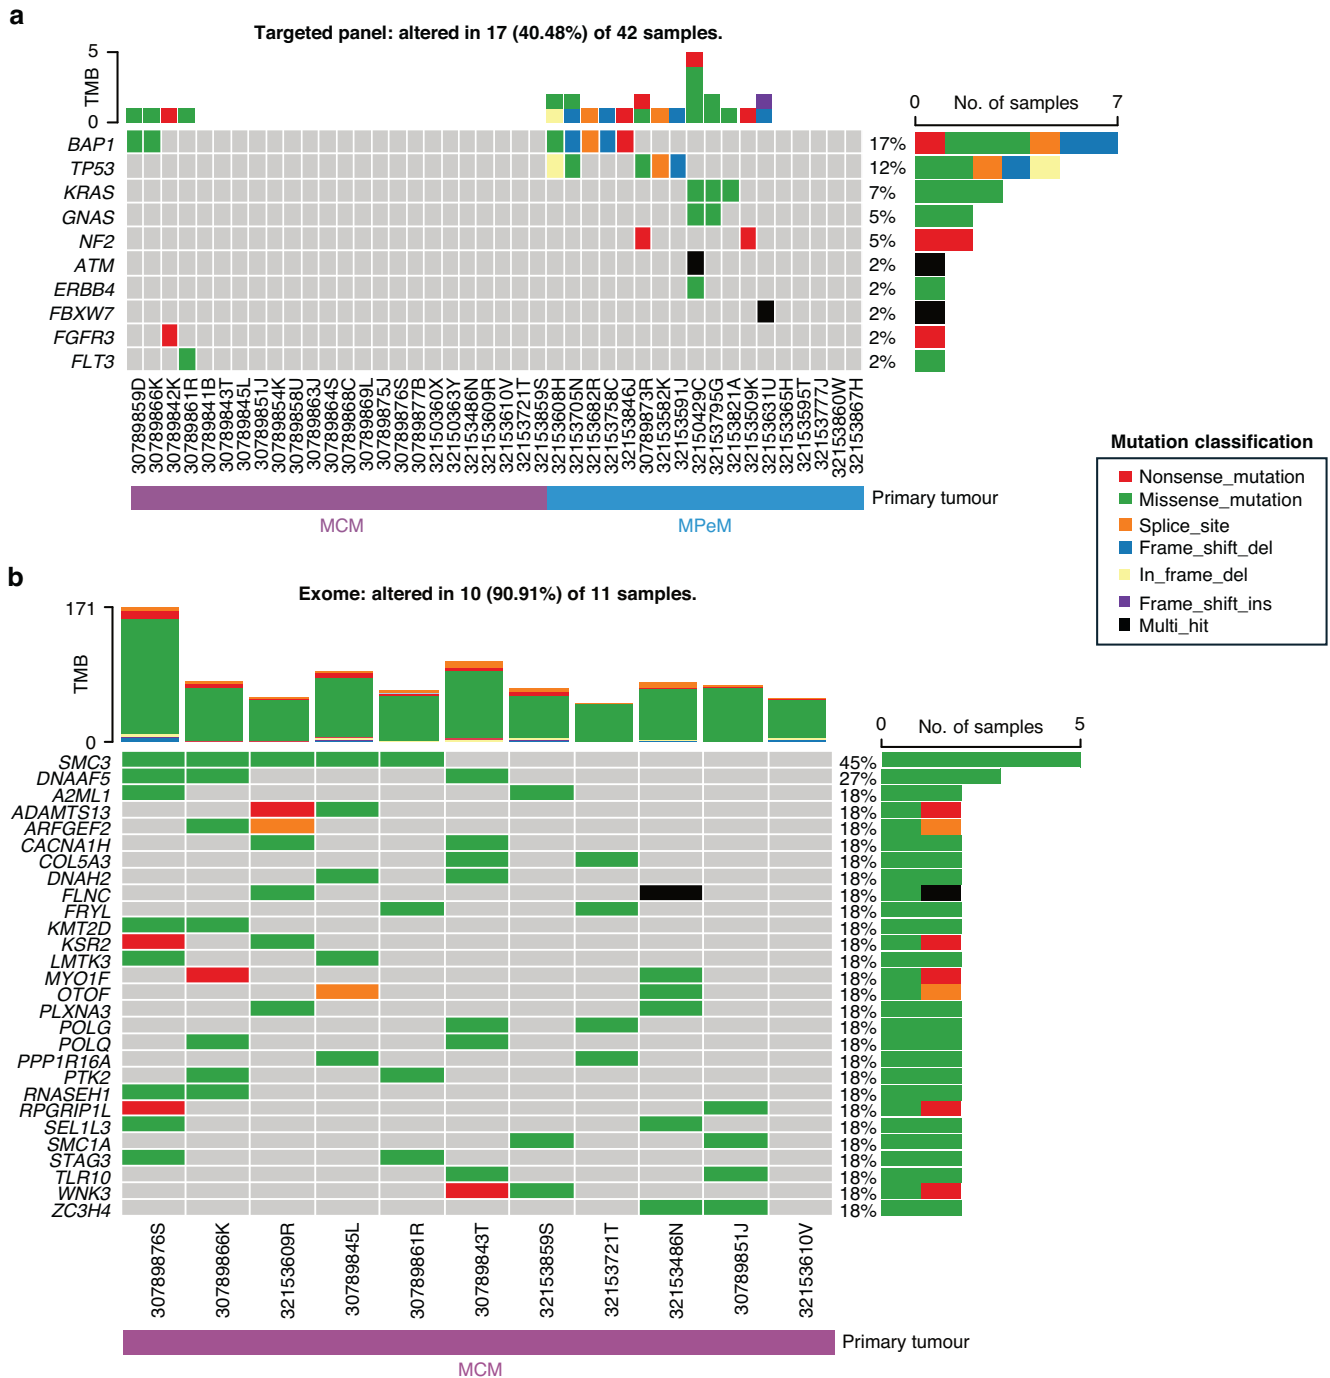 a
Targeted panel: altered in 17 (40.48%) of 42 samples.
5
TMB
0
0 No. of samples 7
BAP1 17%
TP53 12%
KRAS 7%
GNAS 5%
NF2 5%
ATM 2%
ERBB4 2%
FBXW7 2%
FGFR3 2%
FLT3 2%
30789859D
30789866K
30789842K
30789861R
30789841B
30789843T
30789845L
30789851J
30789854K
30789858U
30789863J
30789864S
30789868C
30789869L
30789875J
30789876S
30789877B
32150360X
32150363Y
32153486N
32153609R
32153610V
32153721T
32153859S
32153608H
32153705N
32153682R
32153758C
32153846J
30789873R
32153582K
32153591J
32150429C
32153795G
32153821A
32153509K
32153631U
32153365H
32153595T
32153777J
32153860W
32153867H
Primary tumour
MCM MPeM
Mutation classification
Nonsense_mutation
Missense_mutation
Splice_site
Frame_shift_del
In_frame_del
Frame_shift_ins
Multi_hit
b
Exome: altered in 10 (90.91%) of 11 samples.
171
TMB
0
0 No. of samples 5
SMC3 45%
DNAAF5 27%
A2ML1 18%
ADAMTS13 18%
ARFGEF2 18%
CACNA1H 18%
COL5A3 18%
DNAH2 18%
FLNC 18%
FRYL 18%
KMT2D 18%
KSR2 18%
LMTK3 18%
MYO1F 18%
OTOF 18%
PLXNA3 18%
POLG 18%
POLQ 18%
PPP1R16A 18%
PTK2 18%
RNASEH1 18%
RPGRIP1L 18%
SEL1L3 18%
SMC1A 18%
STAG3 18%
TLR10 18%
WNK3 18%
ZC3H4 18%
30789876S
30789866K
32153609R
30789845L
30789861R
30789843T
32153859S
32153721T
32153486N
30789851J
32153610V
Primary tumour
MCM